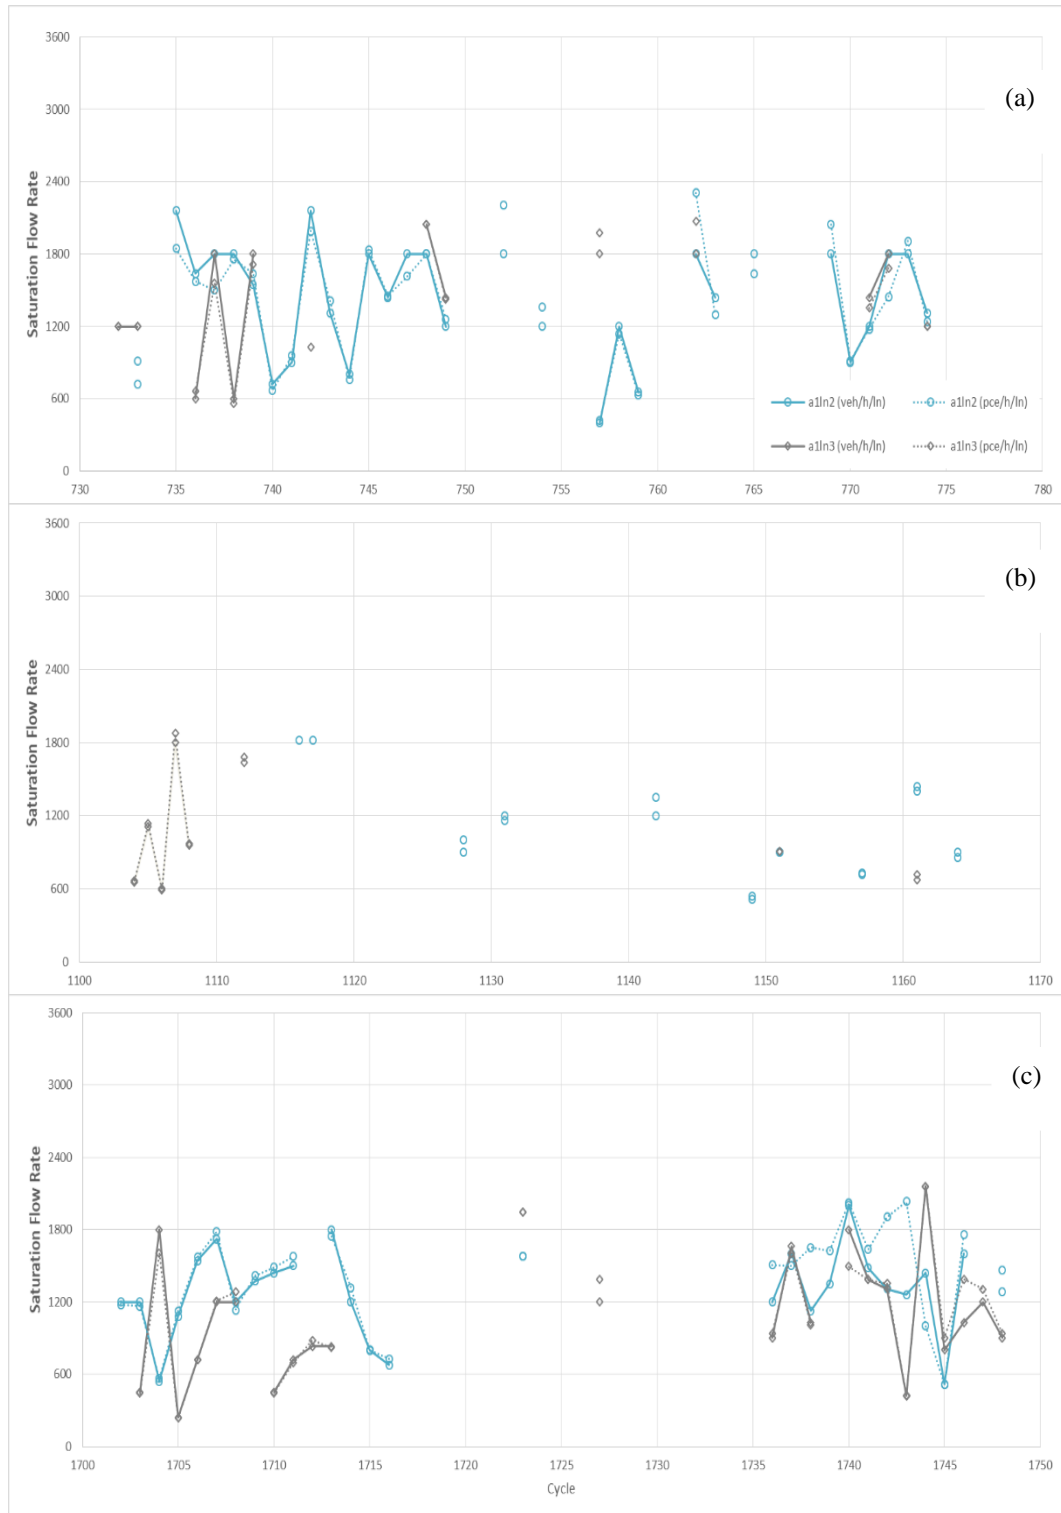 3600
(a)
3000
2400
Saturation Flow Rate
1800
1200
600
a1ln2 (veh/h/ln)
a1ln2 (pce/h/ln)
a1ln3 (veh/h/ln)
a1ln3 (pce/h/ln)
0
730 735 740 745 750 755 760 765 770 775 780
3600
(b)
3000
2400
Saturation Flow Rate
1800
1200
600
0
1100 1110 1120 1130 1140 1150 1160 1170
3600
(c)
3000
2400
Saturation Flow Rate
1800
1200
600
0
1700 1705 1710 1715 1720 1725 1730 1735 1740 1745 1750
Cycle